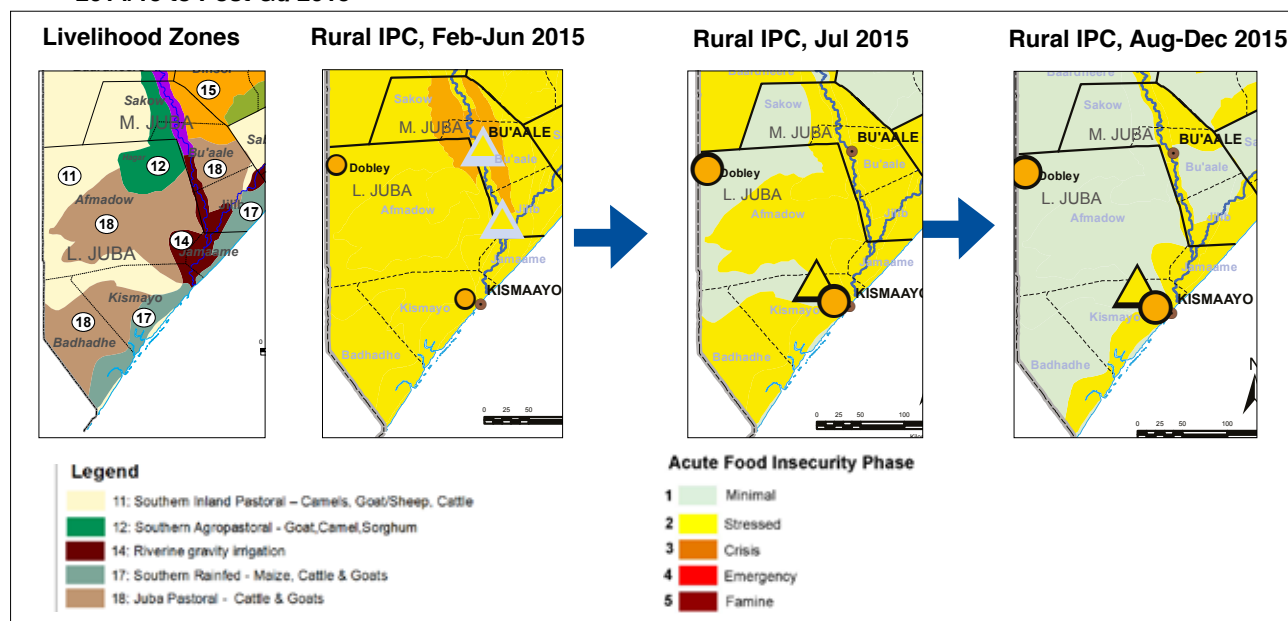 Livelihood Zones
Rural IPC, Feb-Jun 2015
Rural IPC, Jul 2015
Rural IPC, Aug-Dec 2015
15
Sakow
M. JUBA
Bu'aale
12
18
11
Afmadow
18
17
Jilib
14
L. JUBA
Jamaame
Kismayo
18
17
Badhadhe
Sakow
M. JUBA
BU'AALE
Bu'aale
Dobley
L. JUBA
Afmadow
Jilib
Jamaame
KISMAAYO
Kismayo
Badhadhe
0 25 50
Sakow
M. JUBA
BU'AALE
Bu'aale
Dobley
L. JUBA
Afmadow
Jilib
Jamaame
KISMAAYO
Kismayo
Badhadhe
0 25 50 100
Sakow
M. JUBA
BU'AALE
Bu'aale
Dobley
L. JUBA
Afmadow
Jilib
Jamaame
KISMAAYO
Kismayo
Badhadhe
N
0 25 50 100
Legend
11: Southern Inland Pastoral – Camels, Goat/Sheep, Cattle
12: Southern Agropastoral - Goat,Camel,Sorghum
14: Riverine gravity irrigation
17: Southern Rainfed - Maize, Cattle & Goats
18: Juba Pastoral - Cattle & Goats
Acute Food Insecurity Phase
1 Minimal
2 Stressed
3 Crisis
4 Emergency
5 Famine